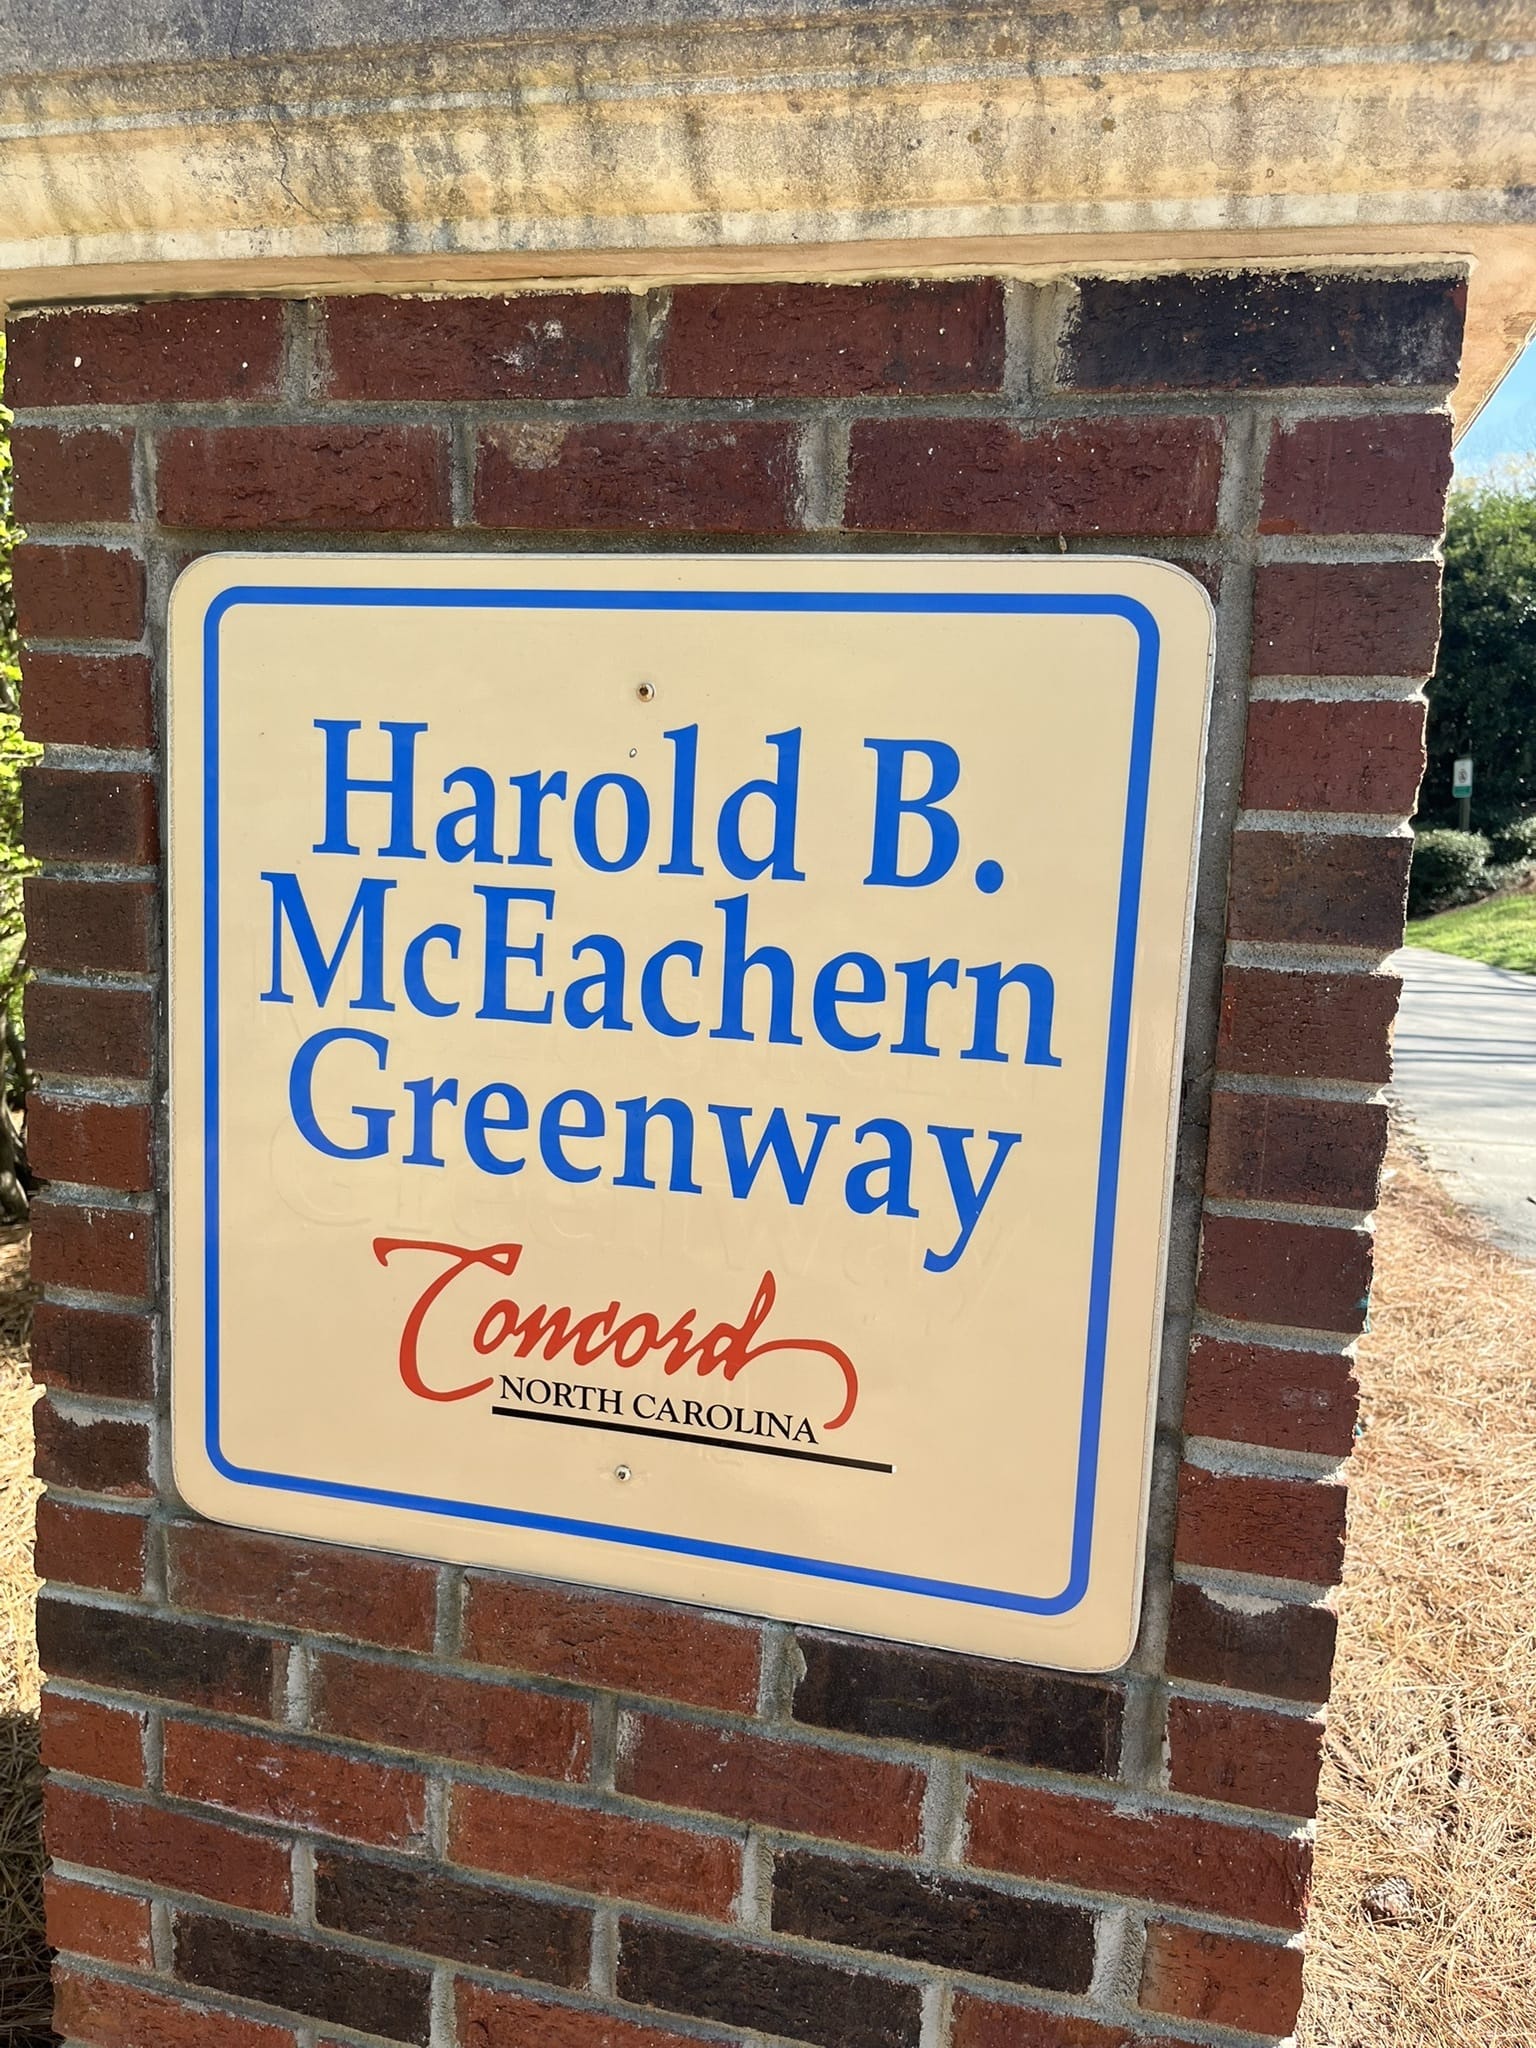 Harold B.
McEachern
Greenway
Concord
NORTH CAROLINA